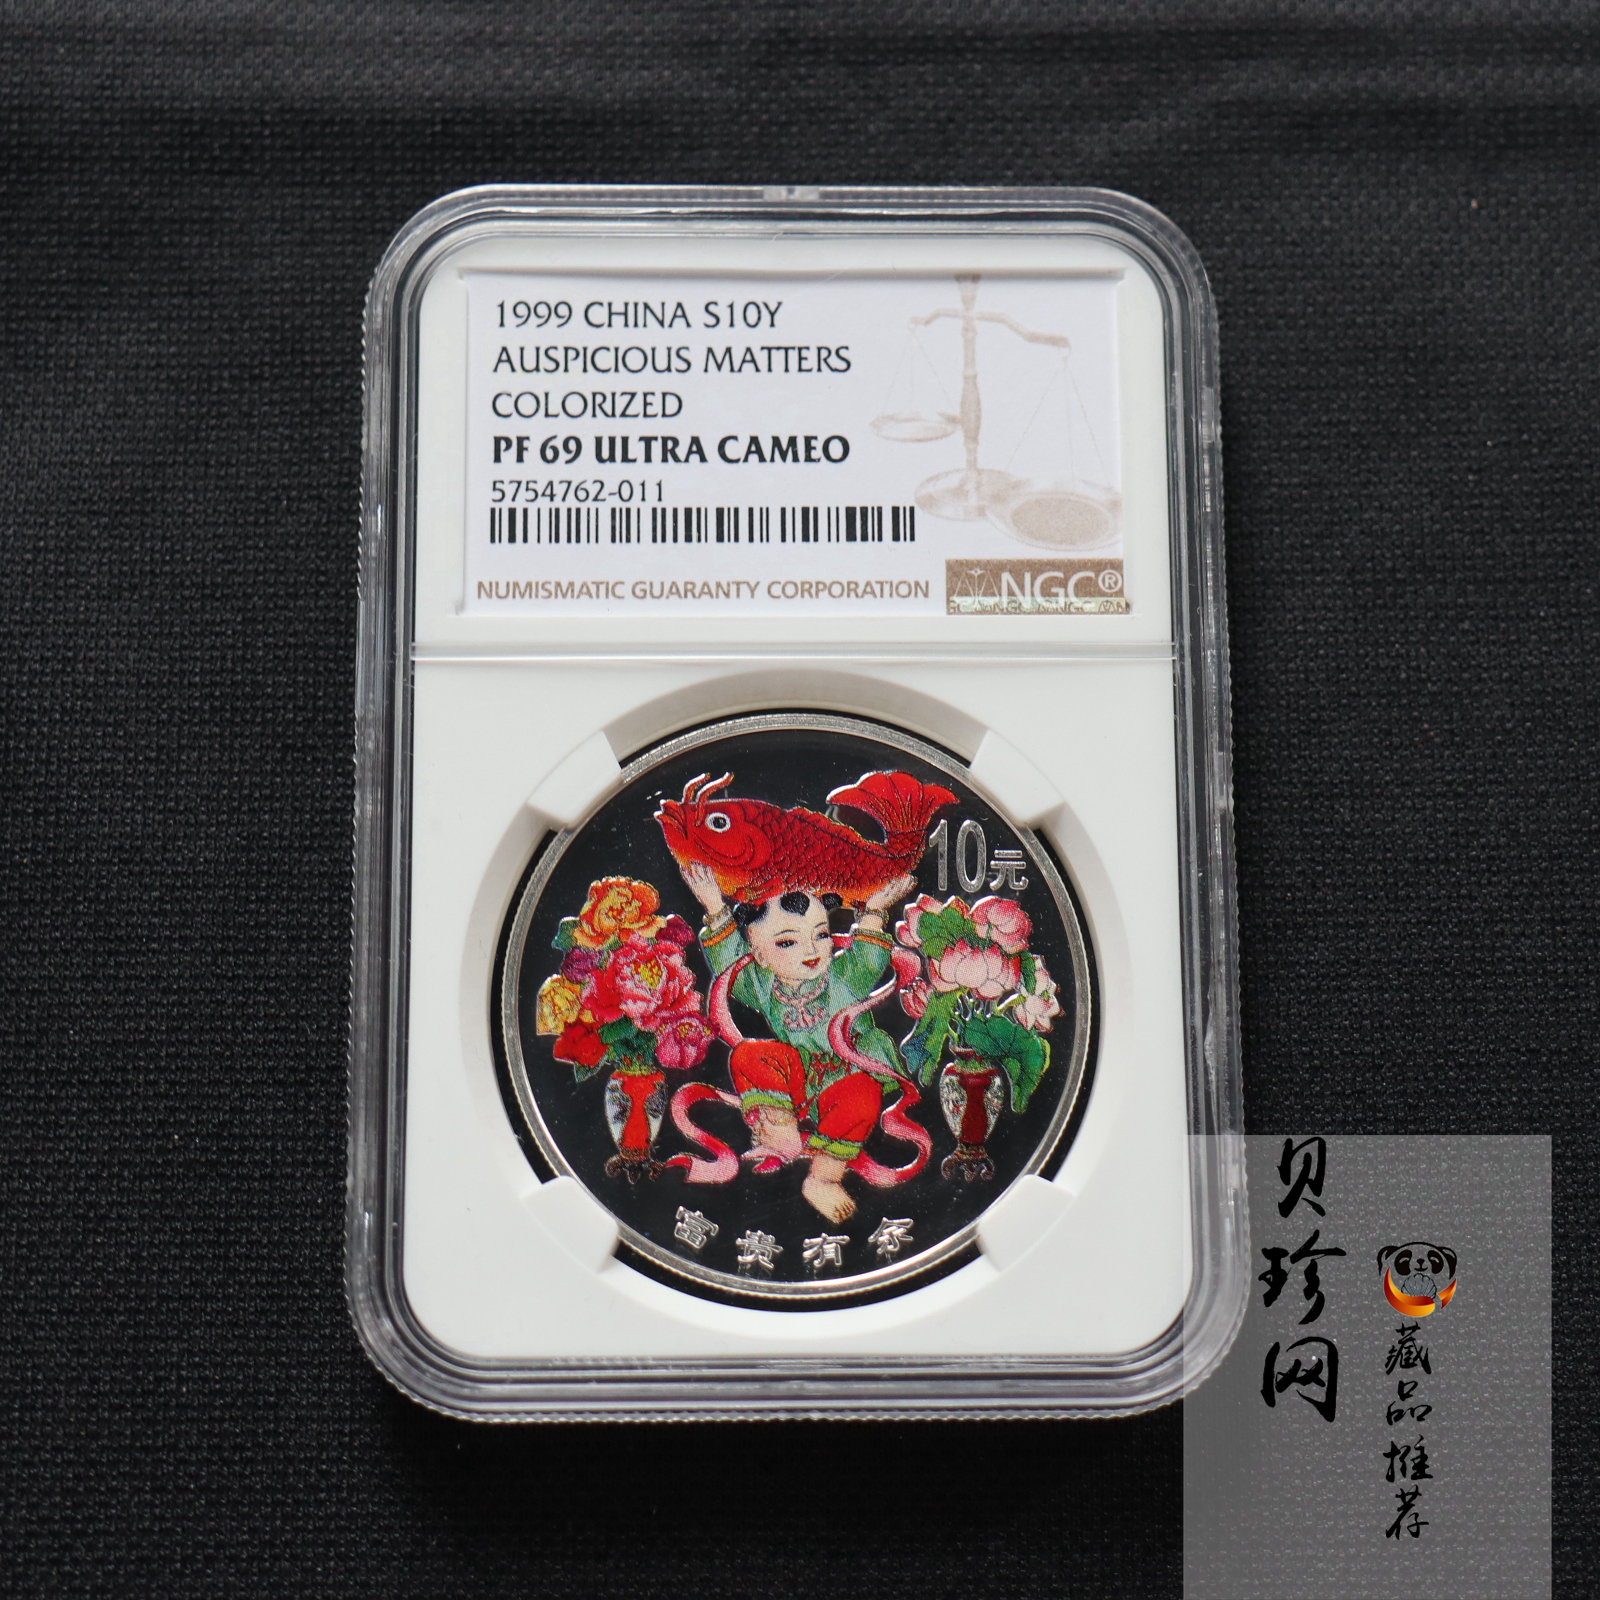 1999 CHINA S10Y
AUSPICIOUS MATTERS
COLORIZED
PF 69 ULTRA CAMEO
5754762-011
NUMISMATIC GUARANTY CORPORATION
NGC®
10元
富贵有余
贝珍网
藏品推荐